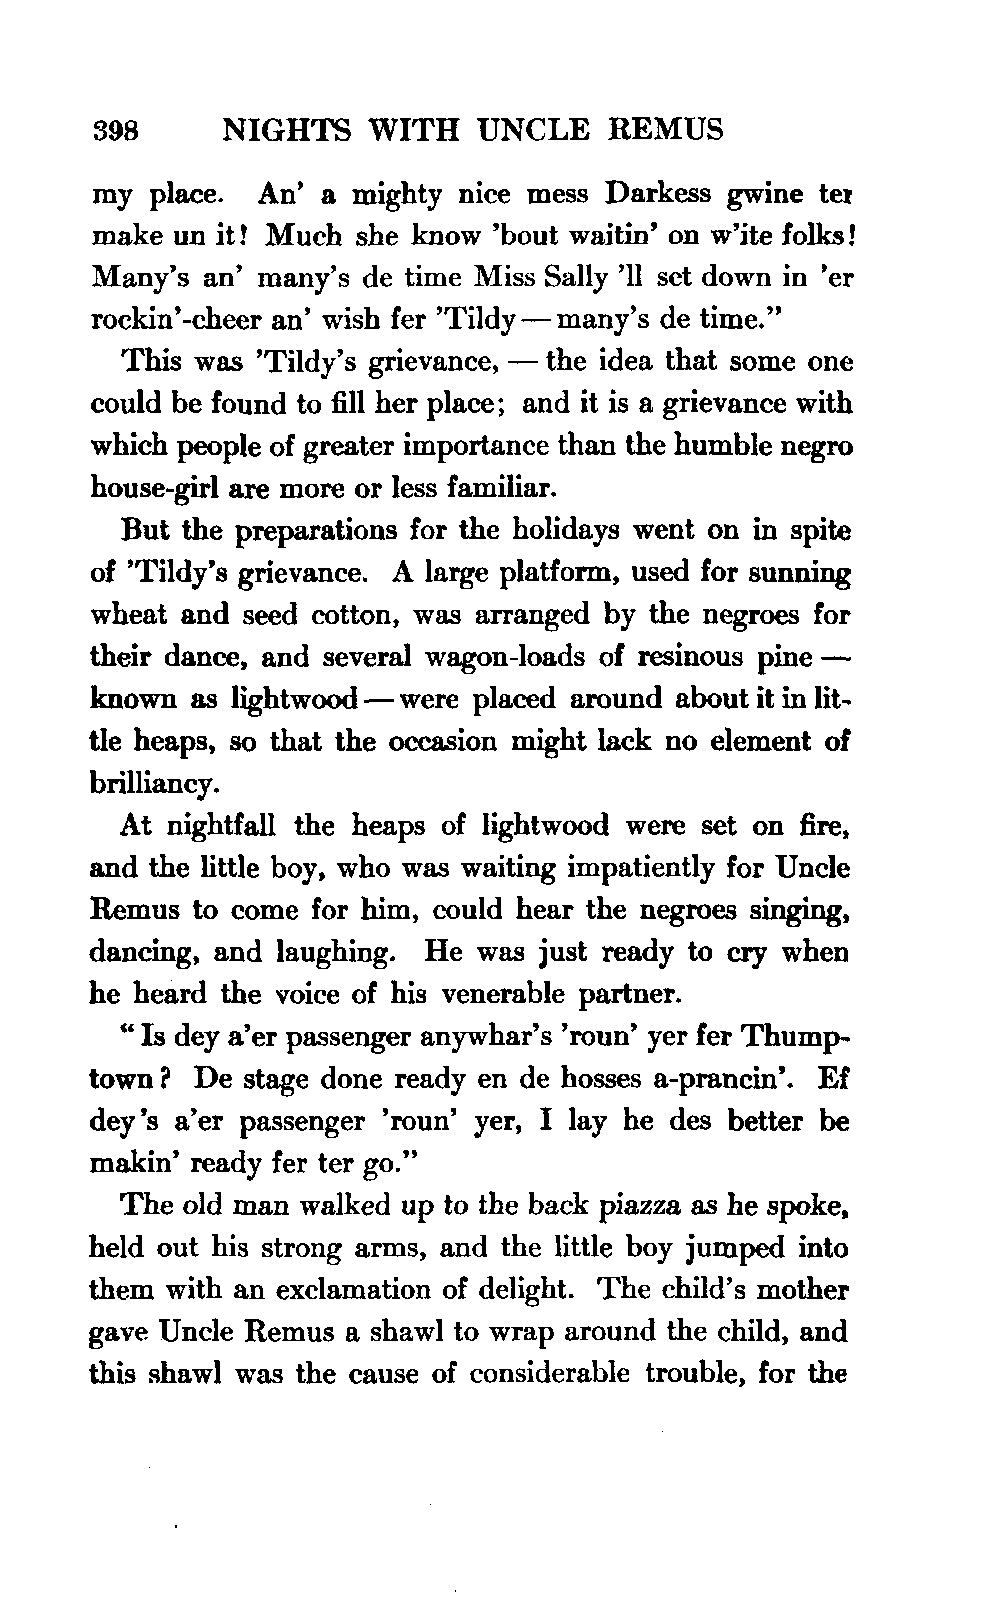 398 NIGHTS WITH UNCLE REMUS
my place. An' a mighty nice mess Darkess gwine ter
make un it! Much she know 'bout waitin' on w'ite folks!
Many's an' many's de time Miss Sally 'll set down in 'er
rockin'-cheer an' wish fer 'Tildy — many's de time."
This was 'Tildy's grievance, — the idea that some one
could be found to fill her place; and it is a grievance with
which people of greater importance than the humble negro
house-girl are more or less familiar.
But the preparations for the holidays went on in spite
of 'Tildy's grievance. A large platform, used for sunning
wheat and seed cotton, was arranged by the negroes for
their dance, and several wagon-loads of resinous pine —
known as lightwood — were placed around about it in lit-
tle heaps, so that the occasion might lack no element of
brilliancy.
At nightfall the heaps of lightwood were set on fire,
and the little boy, who was waiting impatiently for Uncle
Remus to come for him, could hear the negroes singing,
dancing, and laughing. He was just ready to cry when
he heard the voice of his venerable partner.
"Is dey a'er passenger anywhar's 'roun' yer fer Thump-
town? De stage done ready en de hosses a-prancin'. Ef
dey's a'er passenger 'roun' yer, I lay he des better be
makin' ready fer ter go."
The old man walked up to the back piazza as he spoke,
held out his strong arms, and the little boy jumped into
them with an exclamation of delight. The child's mother
gave Uncle Remus a shawl to wrap around the child, and
this shawl was the cause of considerable trouble, for the